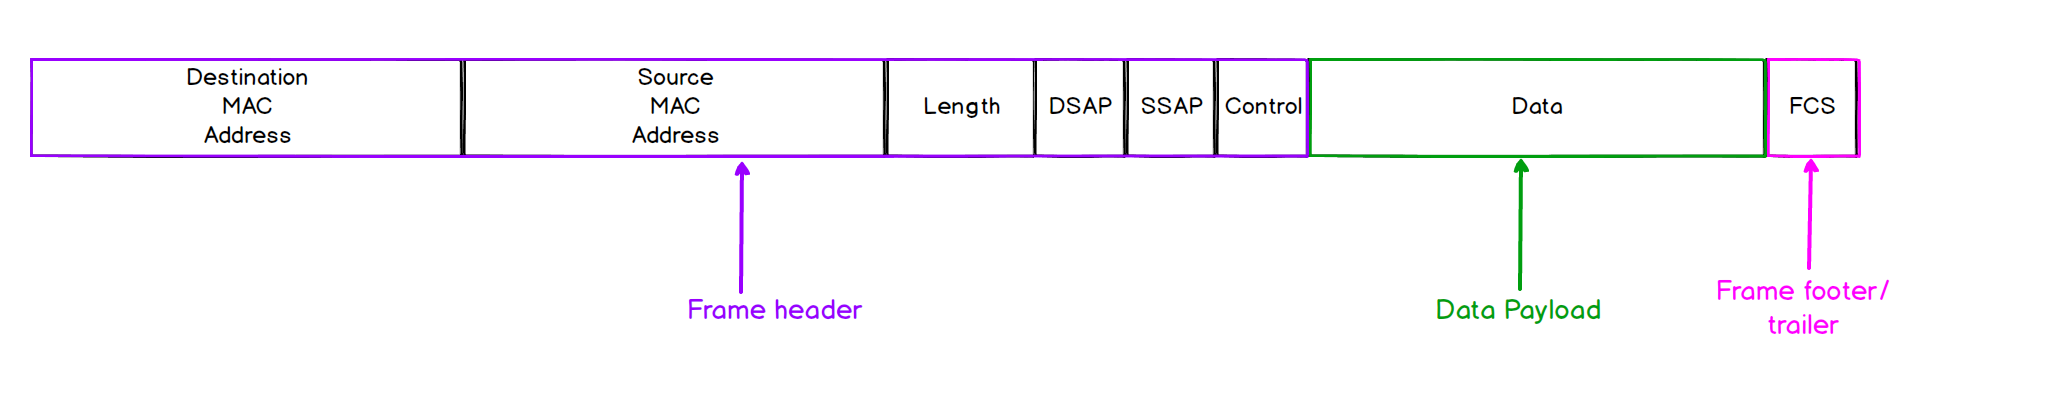 Destination
MAC
Address
Source
MAC
Address
Length
DSAP
SSAP
Control
Data
FCS
Frame header
Data Payload
Frame footer/
trailer